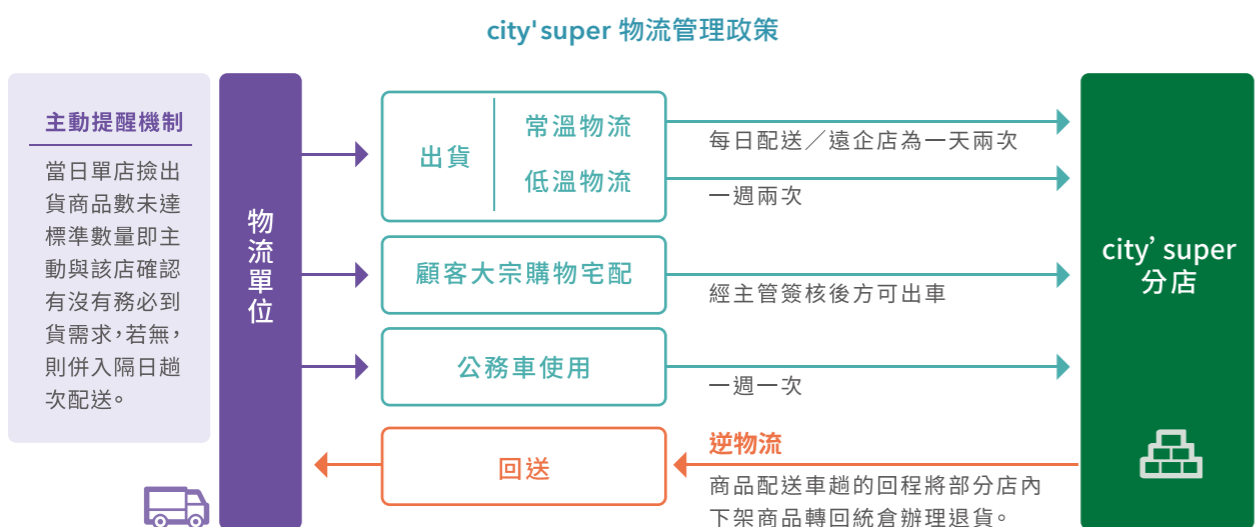 city'super 物流管理政策
主動提醒機制
當日單店撿出
貨商品數未達
標準數量即主
動與該店確認
有沒有務必到
貨需求，若無，
則併入隔日趟
次配送。
物流單位
出貨
常溫物流
低溫物流
每日配送／遠企店為一天兩次
一週兩次
顧客大宗購物宅配
經主管簽核後方可出車
公務車使用
一週一次
回送
逆物流
商品配送車趟的回程將部分店內
下架商品轉回統倉辦理退貨。
city’super
分店